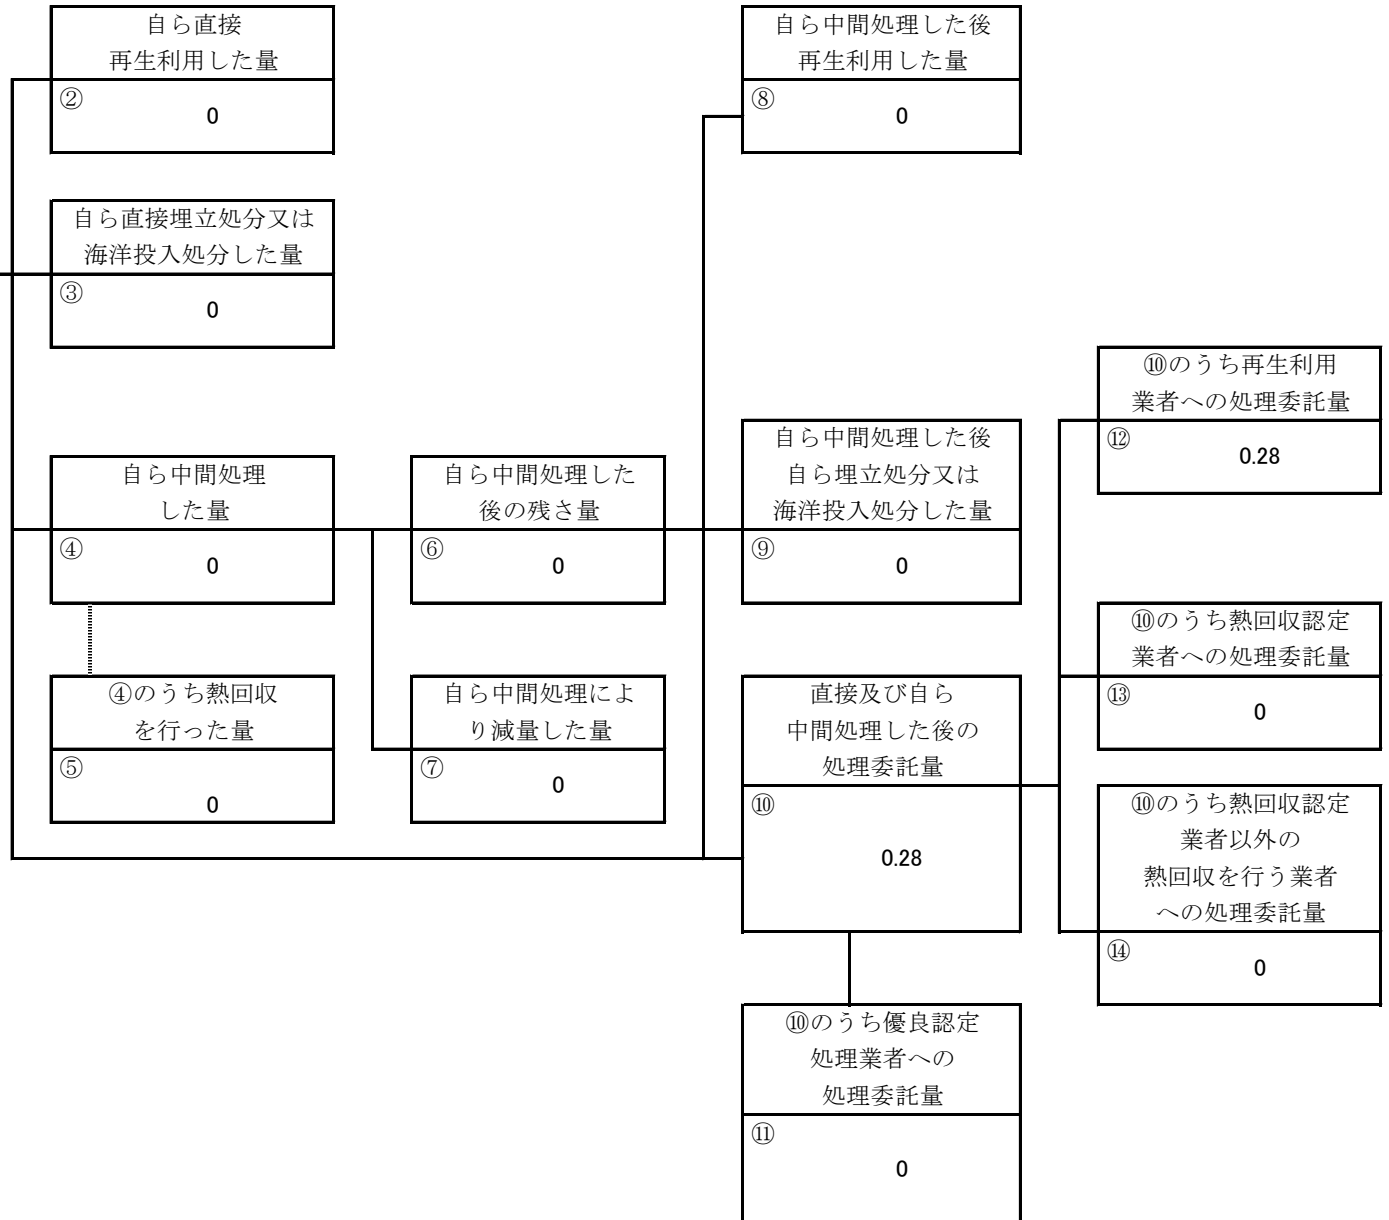 自ら直接
再生利用した量
②
0
自ら中間処理した後
再生利用した量
⑧
0
自ら直接埋立処分又は
海洋投入処分した量
③
0
⑩のうち再生利用
業者への処理委託量
⑫
0.28
自ら中間処理
した量
④
0
自ら中間処理した
後の残さ量
⑥
0
自ら中間処理した後
自ら埋立処分又は
海洋投入処分した量
⑨
0
⑩のうち熱回収認定
業者への処理委託量
⑬
0
④のうち熱回収
を行った量
⑤
0
自ら中間処理によ
り減量した量
⑦
0
直接及び自ら
中間処理した後の
処理委託量
⑩
0.28
⑩のうち熱回収認定
業者以外の
熱回収を行う業者
への処理委託量
⑭
0
⑩のうち優良認定
処理業者への
処理委託量
⑪
0